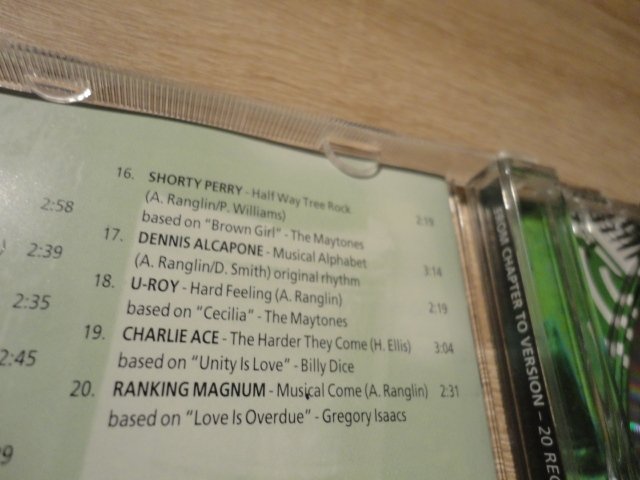 2:58
2:39
2:35
2:45
9
16. SHORTY PERRY - Half Way Tree Rock
(A. Ranglin/P. Williams) 2:19
based on "Brown Girl" - The Maytones
17. DENNIS ALCAPONE - Musical Alphabet
(A. Ranglin/D. Smith) original rhythm 3:14
18. U-ROY - Hard Feeling (A. Ranglin) 2:19
based on "Cecilia" - The Maytones
19. CHARLIE ACE - The Harder They Come (H. Ellis) 3:04
based on "Unity Is Love" - Billy Dice
20. RANKING MAGNUM - Musical Come (A. Ranglin) 2:31
based on "Love Is Overdue" - Gregory Isaacs
FROM CHAPTER TO VERSION – 20 REG